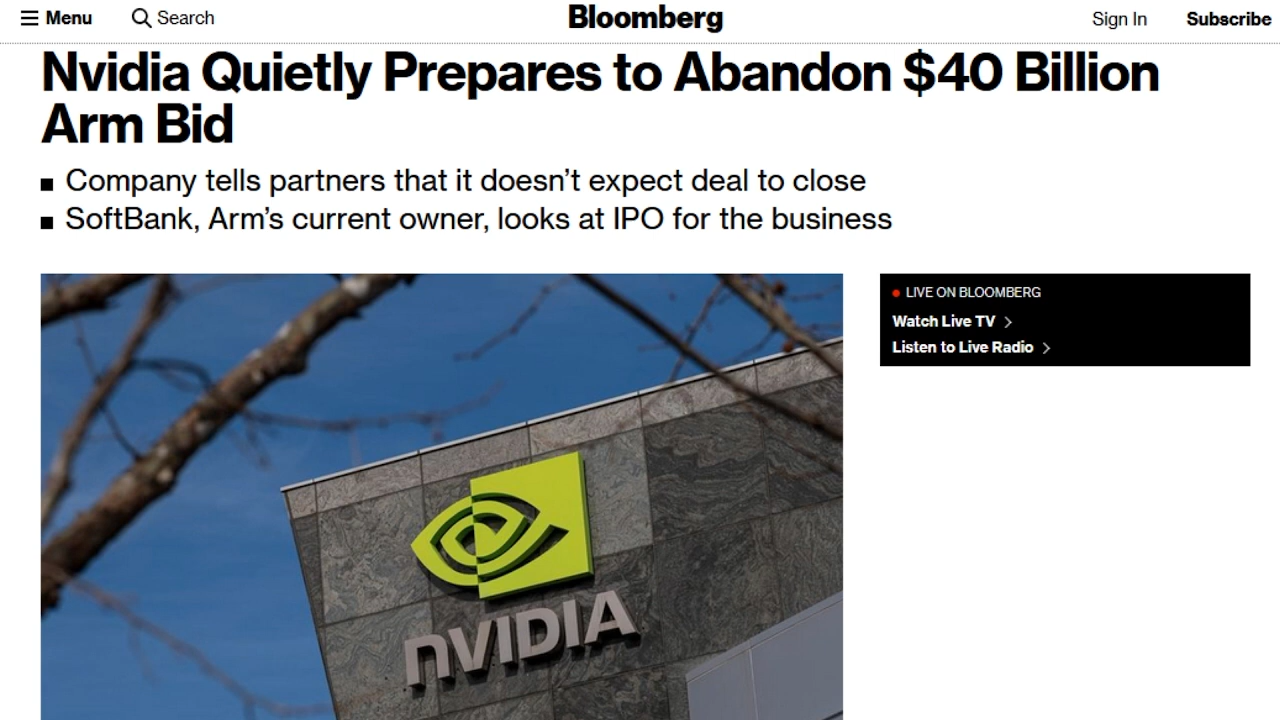 Menu
Search
Bloomberg
Sign In
Subscribe
Nvidia Quietly Prepares to Abandon $40 Billion
Arm Bid
Company tells partners that it doesn’t expect deal to close
SoftBank, Arm’s current owner, looks at IPO for the business
LIVE ON BLOOMBERG
Watch Live TV
Listen to Live Radio
NVIDIA